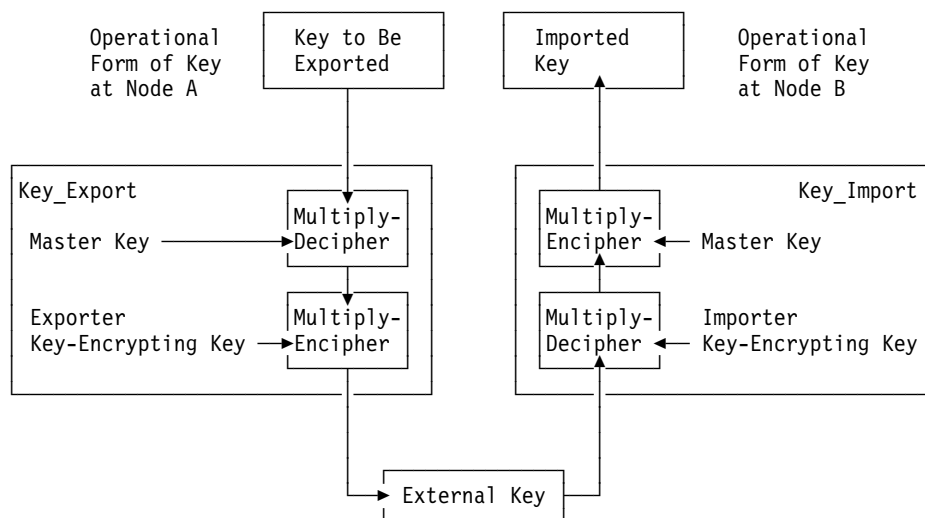 Operational
Form of Key
at Node A
Key to Be
Exported
Imported
Key
Operational
Form of Key
at Node B
Key_Export
Multiply-
Decipher
Master Key
Exporter
Key-Encrypting Key
Multiply-
Encipher
Key_Import
Multiply-
Encipher
Master Key
Multiply-
Decipher
Importer
Key-Encrypting Key
External Key